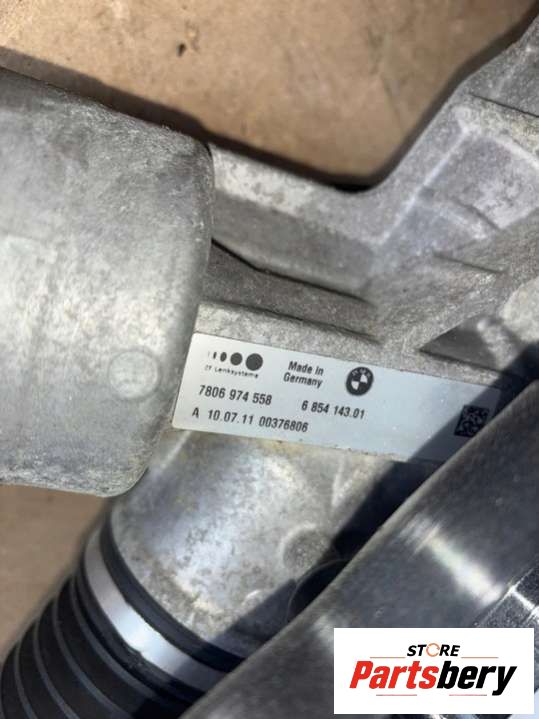 ZF Lenksysteme
Made in
Germany
7806 974 558 6 854 143.01
A 10.07.11 00376806
STORE
Partsbery